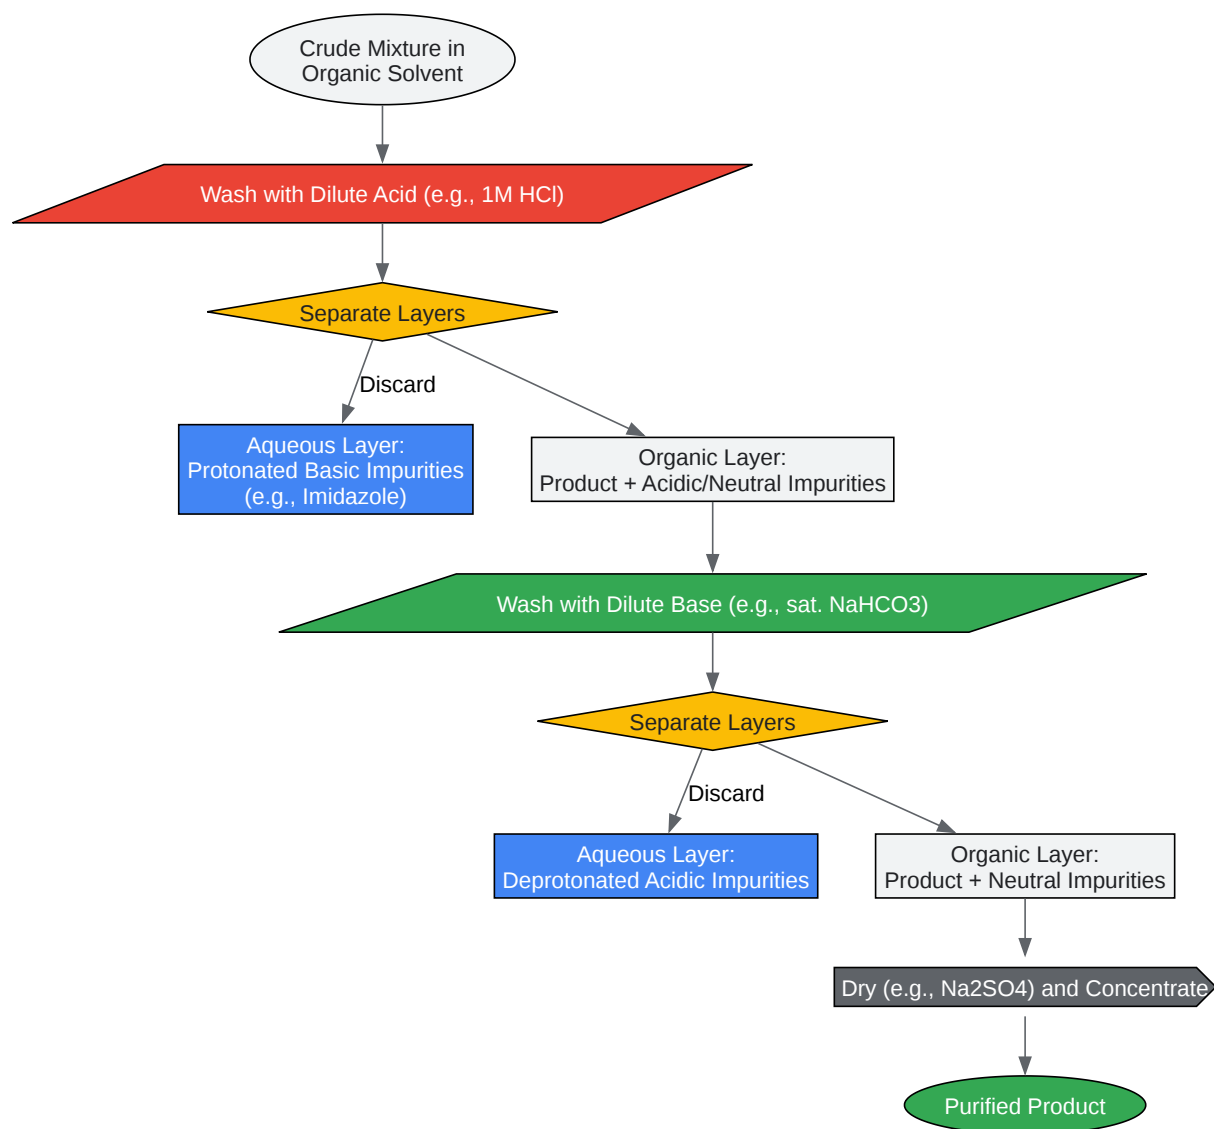 Crude Mixture in
Organic Solvent
Wash with Dilute Acid (e.g., 1M HCl)
Separate Layers
Discard
Aqueous Layer:
Protonated Basic Impurities
(e.g., Imidazole)
Organic Layer:
Product + Acidic/Neutral Impurities
Wash with Dilute Base (e.g., sat. NaHCO3)
Separate Layers
Discard
Aqueous Layer:
Deprotonated Acidic Impurities
Organic Layer:
Product + Neutral Impurities
Dry (e.g., Na2SO4) and Concentrate
Purified Product